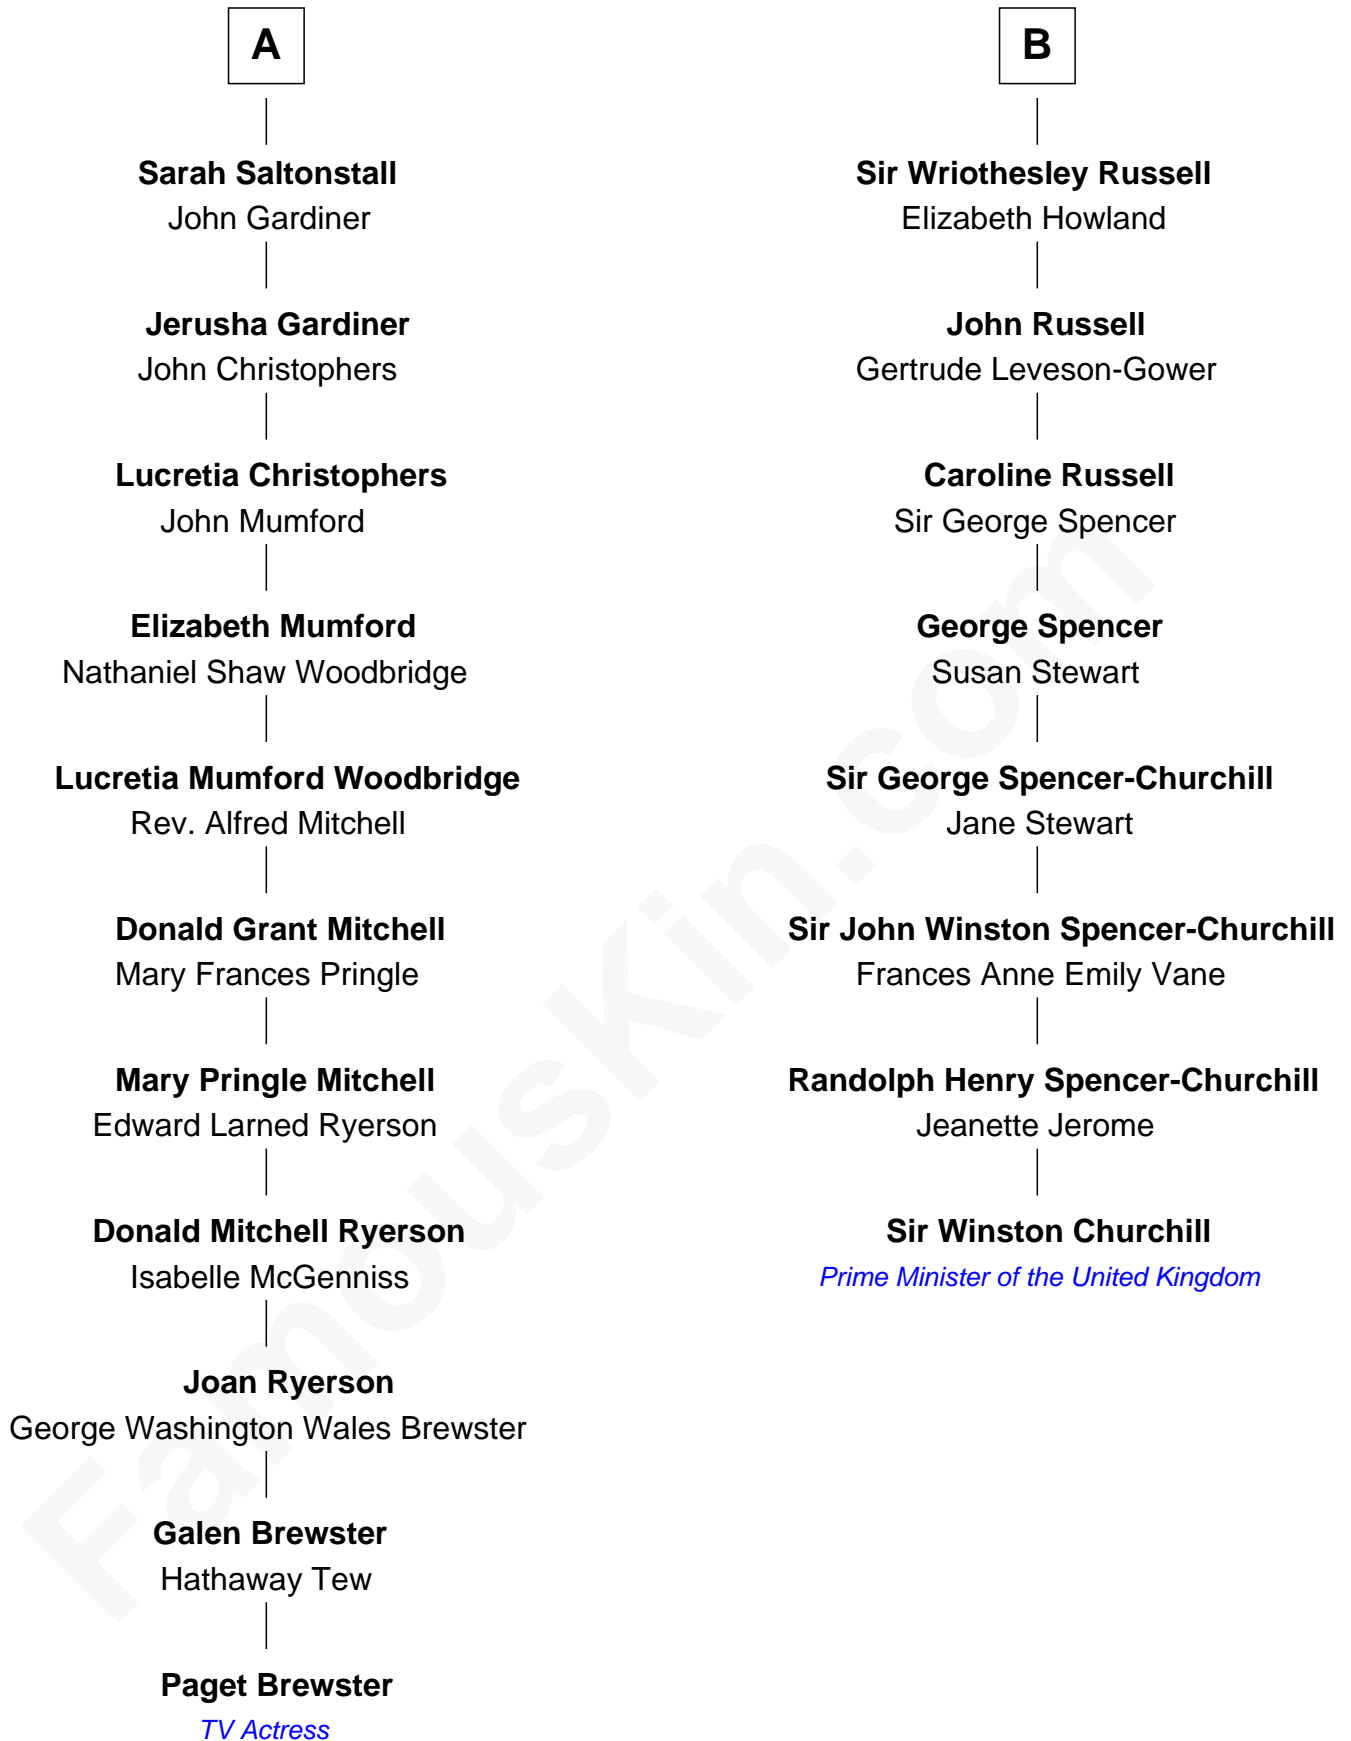 A
Sarah Saltonstall
John Gardiner
Jerusha Gardiner
John Christophers
Lucretia Christophers
John Mumford
Elizabeth Mumford
Nathaniel Shaw Woodbridge
Lucretia Mumford Woodbridge
Rev. Alfred Mitchell
Donald Grant Mitchell
Mary Frances Pringle
Mary Pringle Mitchell
Edward Larned Ryerson
Donald Mitchell Ryerson
Isabelle McGenniss
Joan Ryerson
George Washington Wales Brewster
Galen Brewster
Hathaway Tew
Paget Brewster
TV Actress
B
Sir Wriothesley Russell
Elizabeth Howland
John Russell
Gertrude Leveson-Gower
Caroline Russell
Sir George Spencer
George Spencer
Susan Stewart
Sir George Spencer-Churchill
Jane Stewart
Sir John Winston Spencer-Churchill
Frances Anne Emily Vane
Randolph Henry Spencer-Churchill
Jeanette Jerome
Sir Winston Churchill
Prime Minister of the United Kingdom
FamousKin.com